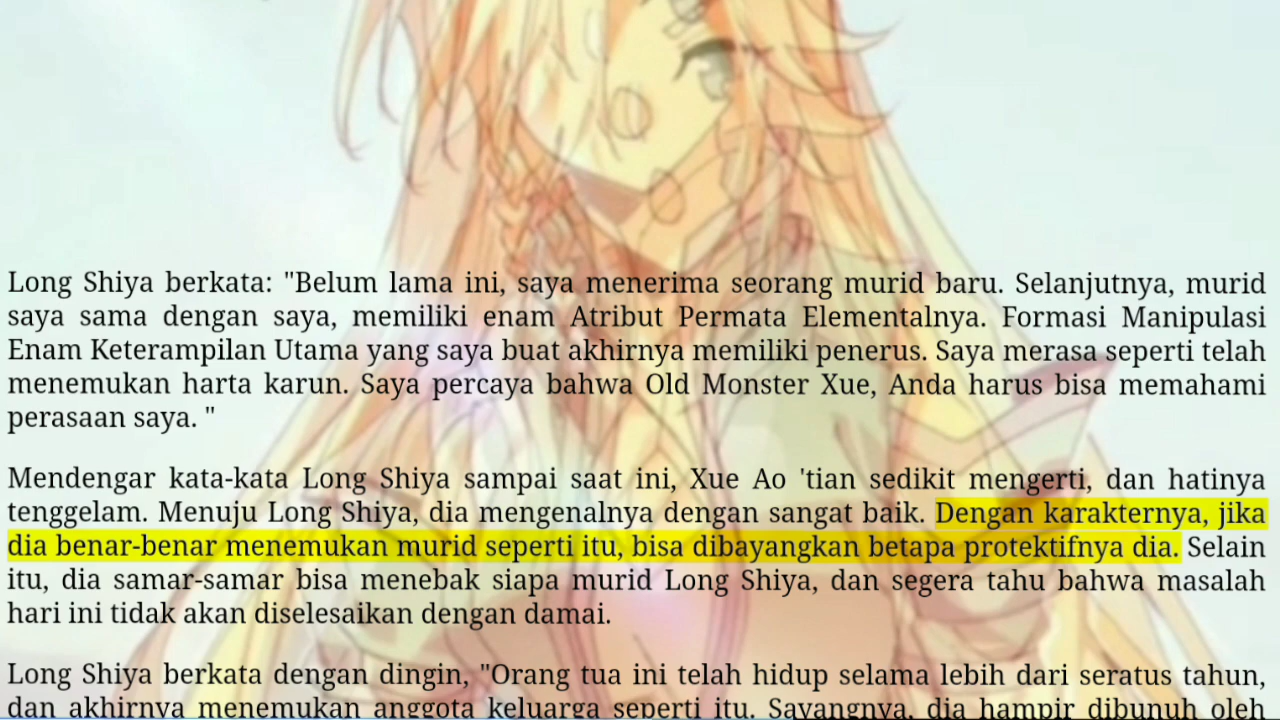 Long Shiya berkata: "Belum lama ini, saya menerima seorang murid baru. Selanjutnya, murid
saya sama dengan saya, memiliki enam Atribut Permata Elementalnya. Formasi Manipulasi
Enam Keterampilan Utama yang saya buat akhirnya memiliki penerus. Saya merasa seperti telah
menemukan harta karun. Saya percaya bahwa Old Monster Xue, Anda harus bisa memahami
perasaan saya. "
Mendengar kata-kata Long Shiya sampai saat ini, Xue Ao 'tian sedikit mengerti, dan hatinya
tenggelam. Menuju Long Shiya, dia mengenalnya dengan sangat baik. Dengan karakternya, jika
dia benar-benar menemukan murid seperti itu, bisa dibayangkan betapa protektifnya dia. Selain
itu, dia samar-samar bisa menebak siapa murid Long Shiya, dan segera tahu bahwa masalah
hari ini tidak akan diselesaikan dengan damai.
Long Shiya berkata dengan dingin, "Orang tua ini telah hidup selama lebih dari seratus tahun,
dan akhirnya menemukan anggota keluarga seperti itu. Sayangnya, dia hampir dibunuh oleh